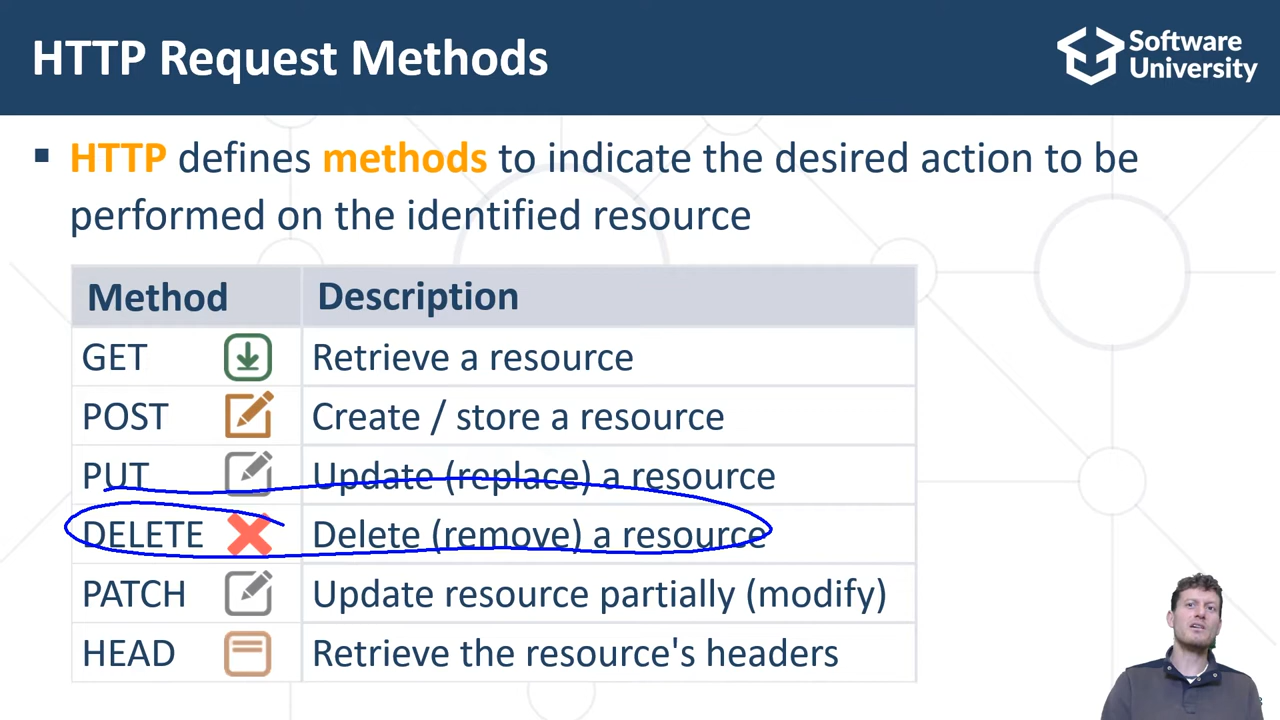 HTTP Request Methods
Software
University
▪ HTTP defines methods to indicate the desired action to be
performed on the identified resource
Method Description
GET Retrieve a resource
POST Create / store a resource
PUT Update (replace) a resource
DELETE Delete (remove) a resource
PATCH Update resource partially (modify)
HEAD Retrieve the resource's headers